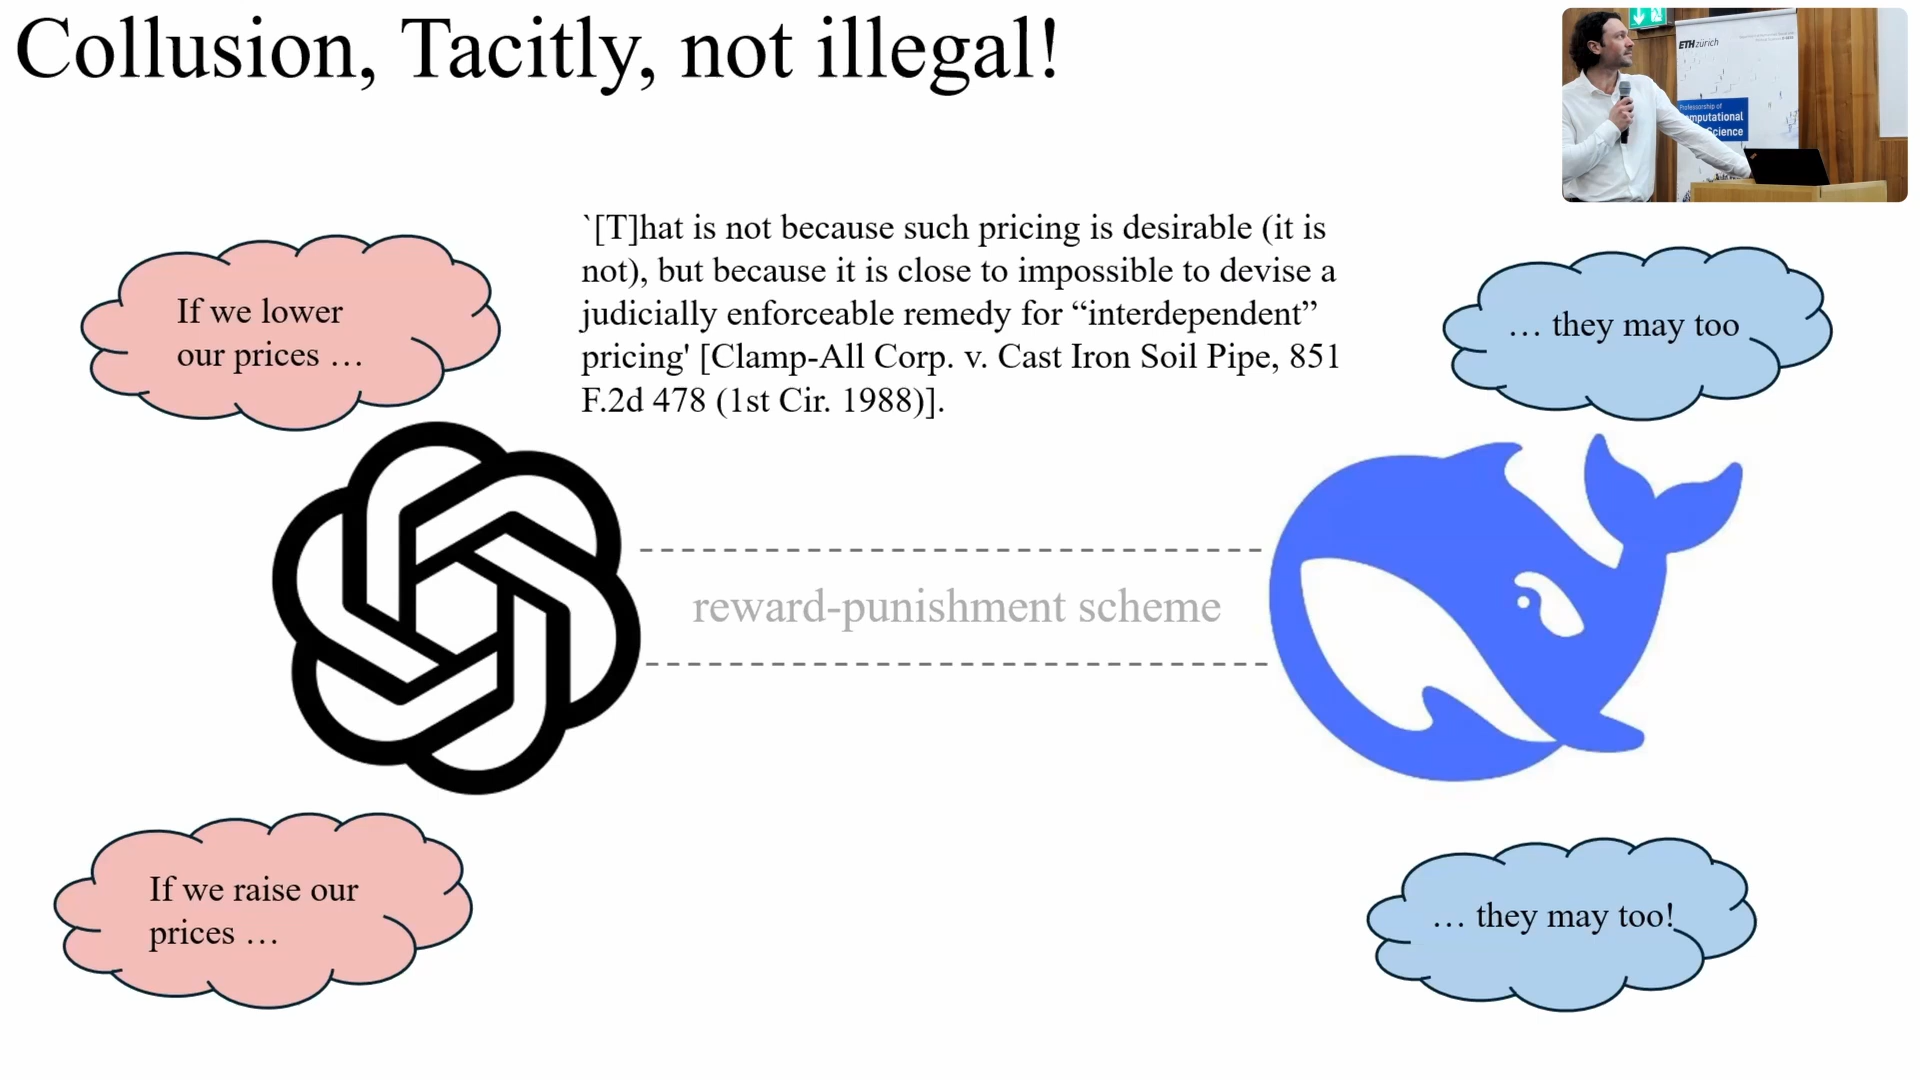 Collusion, Tacitly, not illegal!
ETH zürich
Professorship of
mputational
Science
`[T]hat is not because such pricing is desirable (it is
not), but because it is close to impossible to devise a
judicially enforceable remedy for “interdependent”
pricing' [Clamp-All Corp. v. Cast Iron Soil Pipe, 851
F.2d 478 (1st Cir. 1988)].
If we lower
our prices …
… they may too
reward-punishment scheme
If we raise our
prices …
… they may too!